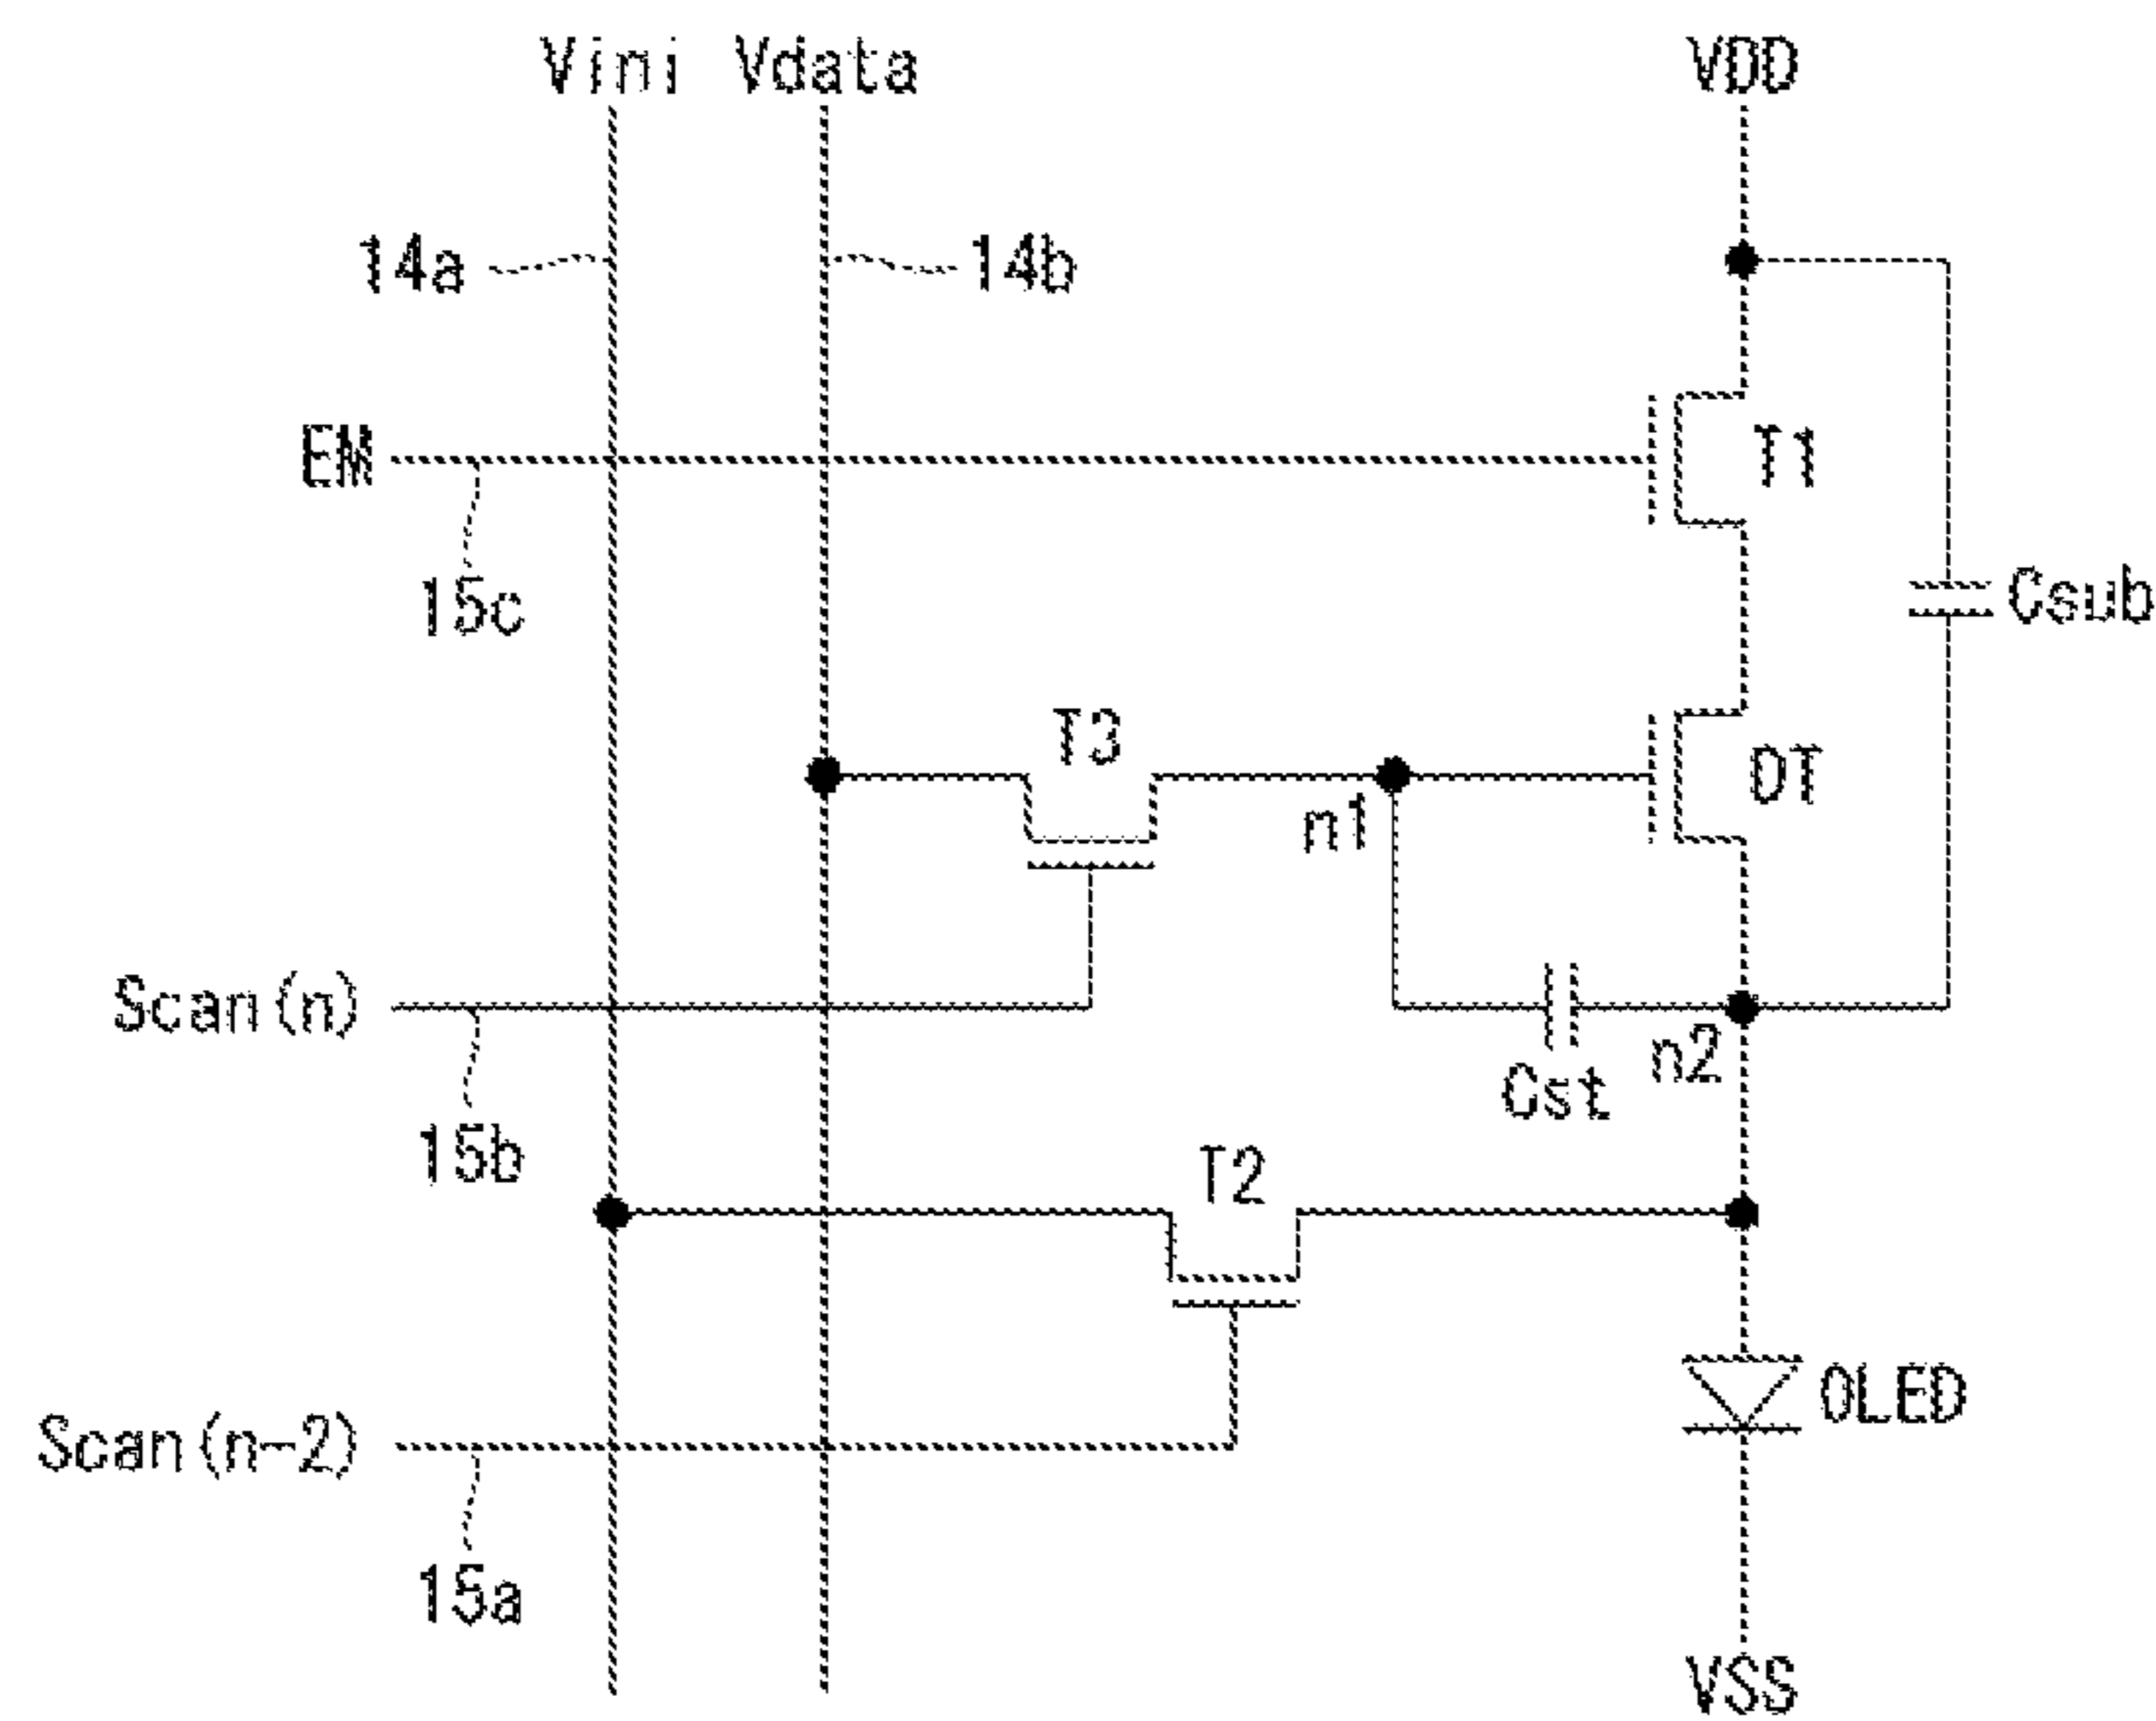 Vini Vdata VDD
14a 14b
EM T1
15c Csub
T3 DT
n1
Scan(n) n2
Cst
15b T2
OLED
Scan(n-2)
15a
VSS